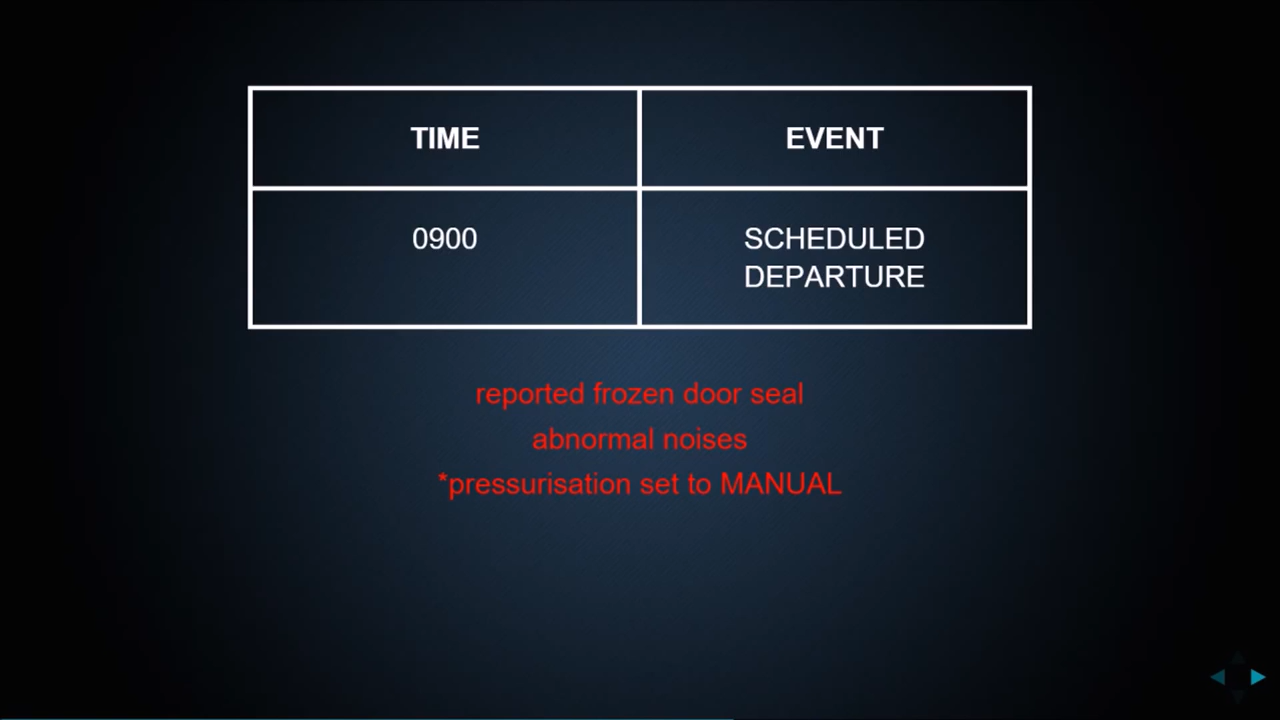 TIME
EVENT
0900
SCHEDULED
DEPARTURE
reported frozen door seal
abnormal noises
*pressurisation set to MANUAL